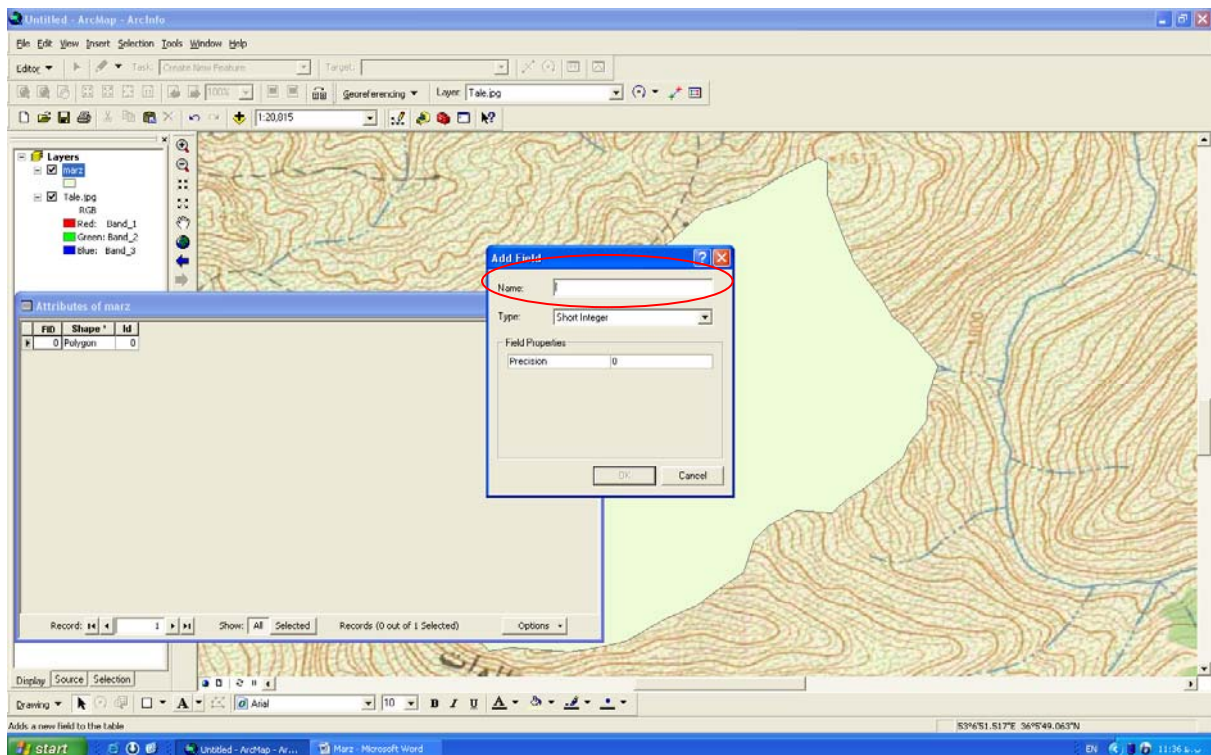 Untitled - ArcMap - ArcInfo
File Edit View Insert Selection Tools Window Help
Editor Task: Create New Feature Target:
100% Georeferencing Layer: Tale.jpg
1:20,815
Layers
marz
Tale.jpg
RGB
Red: Band_1
Green: Band_2
Blue: Band_3
Add Field
Name:
Type: Short Integer
Field Properties
Precision 0
OK Cancel
Attributes of marz
FID Shape * Id
0 Polygon 0
Record: 1 Show: All Selected Records (0 out of 1 Selected) Options
Display Source Selection
Drawing A Arial 10 B I U A
Adds a new field to the table 53°6'51.517"E 36°5'49.063"N
start Untitled - ArcMap - Ar... Marz - Microsoft Word EN 11:36 ب.ظ